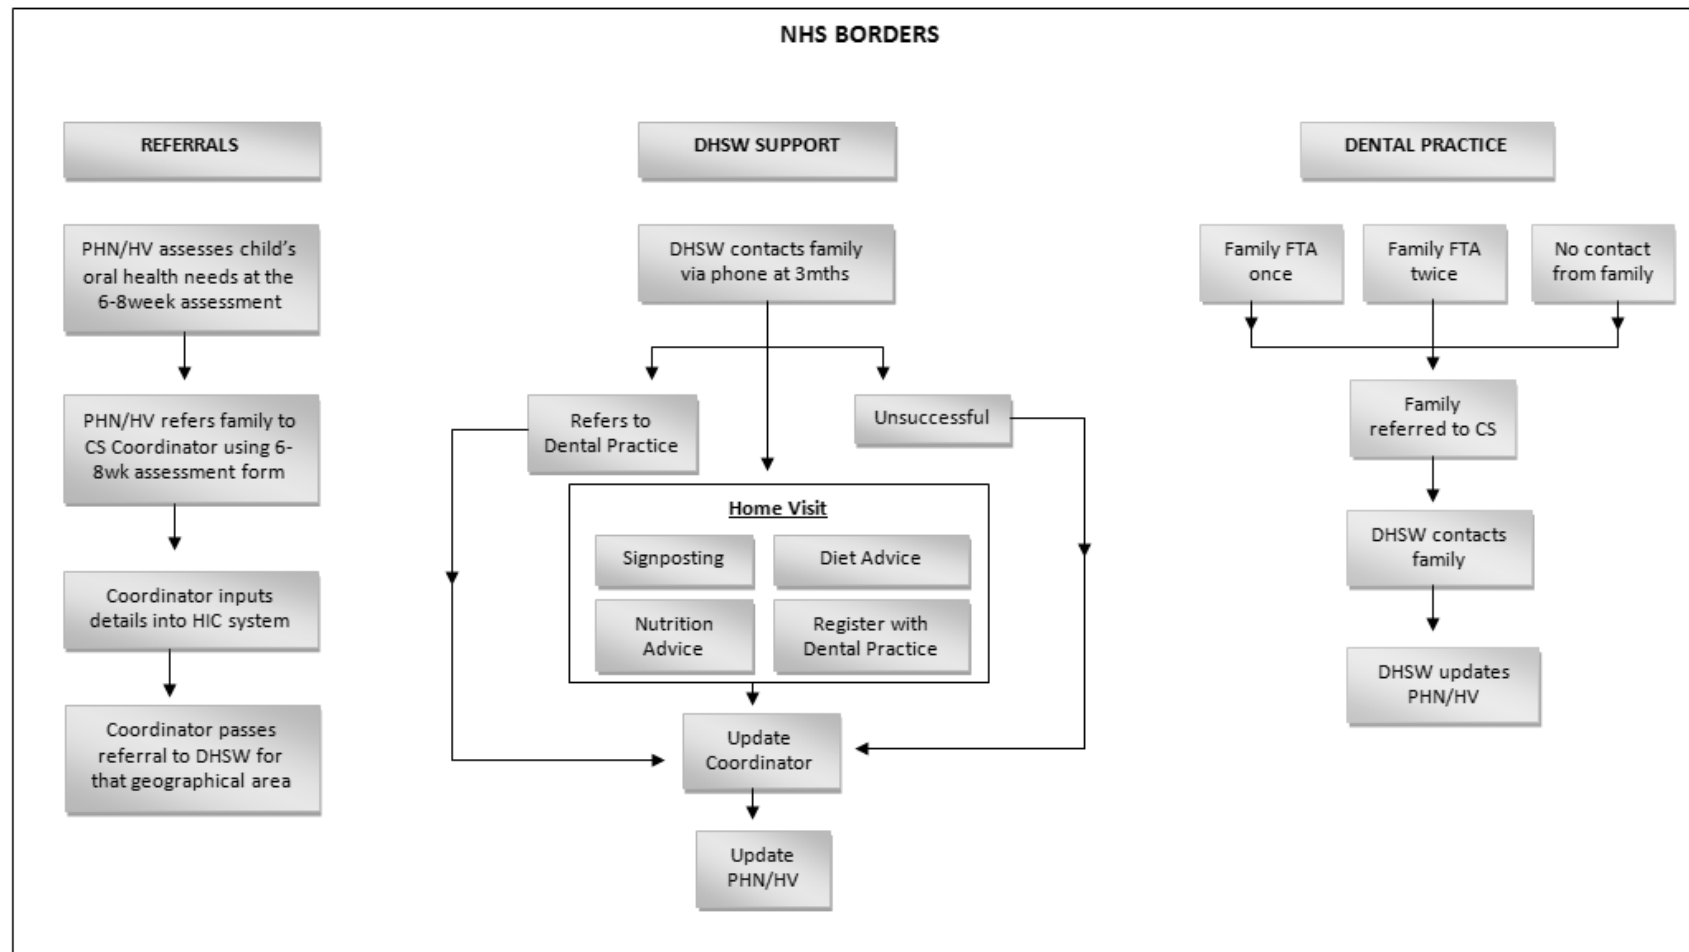 NHS BORDERS
REFERRALS
PHN/HV assesses child's
oral health needs at the
6-8week assessment
PHN/HV refers family to
CS Coordinator using 6-
8wk assessment form
Coordinator inputs
details into HIC system
Coordinator passes
referral to DHSW for
that geographical area
DHSW SUPPORT
DHSW contacts family
via phone at 3mths
Refers to
Dental Practice
Unsuccessful
Home Visit
Signposting
Diet Advice
Nutrition
Advice
Register with
Dental Practice
Update
Coordinator
Update
PHN/HV
DENTAL PRACTICE
Family FTA
once
Family FTA
twice
No contact
from family
Family
referred to CS
DHSW contacts
family
DHSW updates
PHN/HV